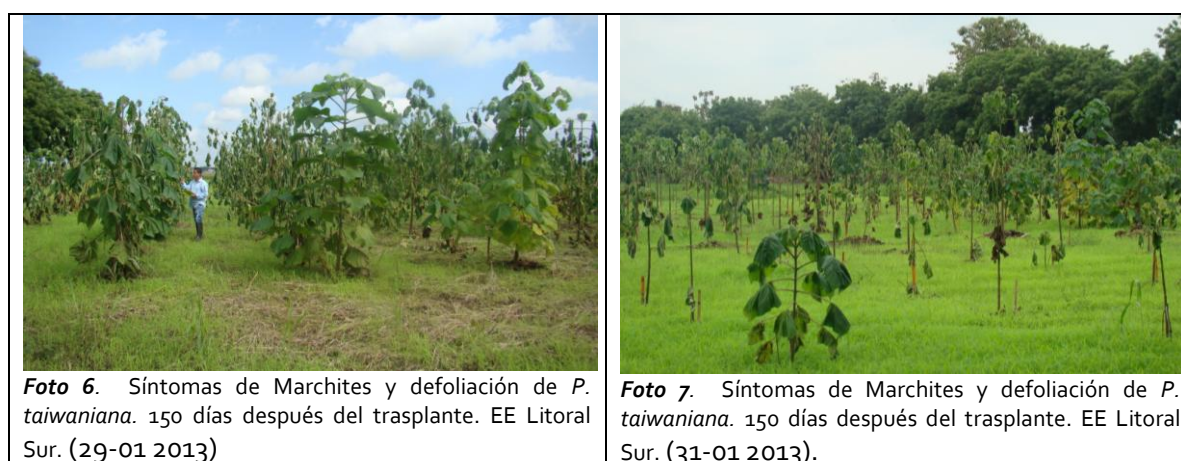 Foto 6. Síntomas de Marchites y defoliación de P.
taiwaniana. 150 días después del trasplante. EE Litoral
Sur. (29-01 2013)
Foto 7. Síntomas de Marchites y defoliación de P.
taiwaniana. 150 días después del trasplante. EE Litoral
Sur. (31-01 2013).